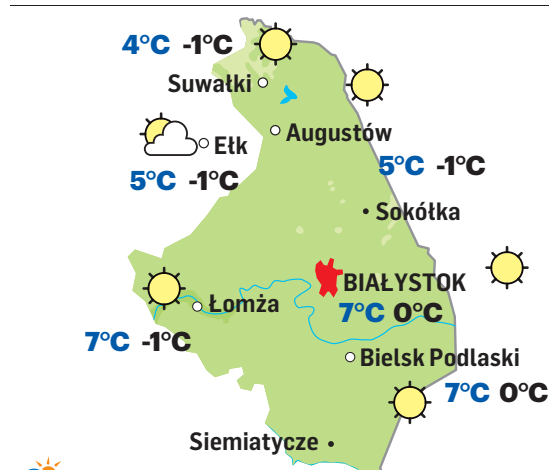 4°C -1°C
Suwałki
Augustów
Ełk
5°C -1°C
5°C -1°C
Sokółka
BIAŁYSTOK
7°C 0°C
Łomża
7°C -1°C
Bielsk Podlaski
7°C 0°C
Siemiatycze